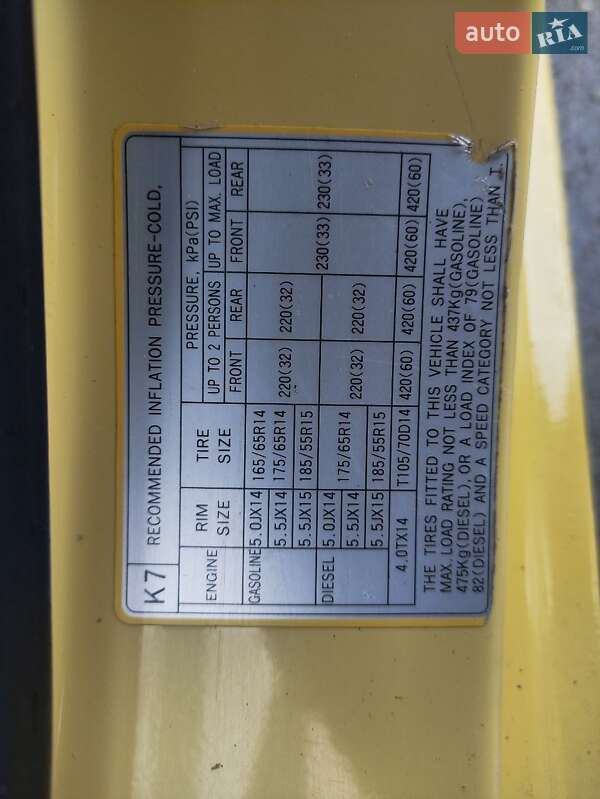 auto RIA .com
K7 RECOMMENDED INFLATION PRESSURE-COLD,
ENGINE RIM SIZE TIRE SIZE PRESSURE, kPa(PSI)
UP TO 2 PERSONS UP TO MAX. LOAD
FRONT REAR FRONT REAR
GASOLINE 5.0JX14 165/65R14
5.5JX14 175/65R14 220(32) 220(32)
5.5JX15 185/55R15
230(33) 230(33)
DIESEL 5.0JX14
175/65R14
5.5JX14 220(32) 220(32)
5.5JX15 185/55R15
4.0TX14 T105/70D14 420(60) 420(60) 420(60) 420(60)
THE TIRES FITTED TO THIS VEHICLE SHALL HAVE
MAX. LOAD RATING NOT LESS THAN 437Kg(GASOLINE),
475Kg(DIESEL), OR A LOAD INDEX OF 79(GASOLINE)
82(DIESEL) AND A SPEED CATEGORY NOT LESS THAN T.